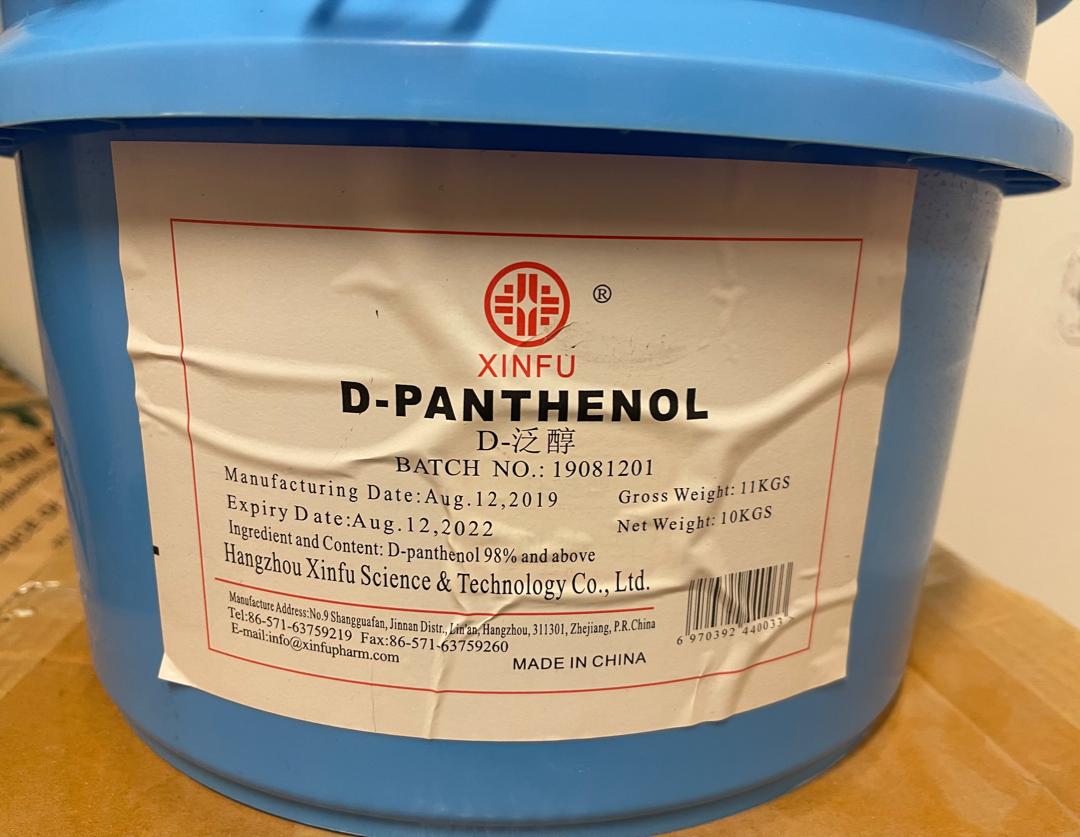 ®
XINFU
D-PANTHENOL
D-泛醇
BATCH NO.: 19081201
Manufacturing Date:Aug.12,2019
Gross Weight: 11KGS
Expiry Date:Aug.12,2022
Net Weight: 10KGS
Ingredient and Content: D-panthenol 98% and above
Hangzhou Xinfu Science & Technology Co., Ltd.
Manufacture Address:No.9 Shangguafan, Jinnan Distr., Lin'an, Hangzhou, 311301, Zhejiang, P.R.China
Tel:86-571-63759219 Fax:86-571-63759260
E-mail:info@xinfupharm.com
MADE IN CHINA
6 970392 440033 >